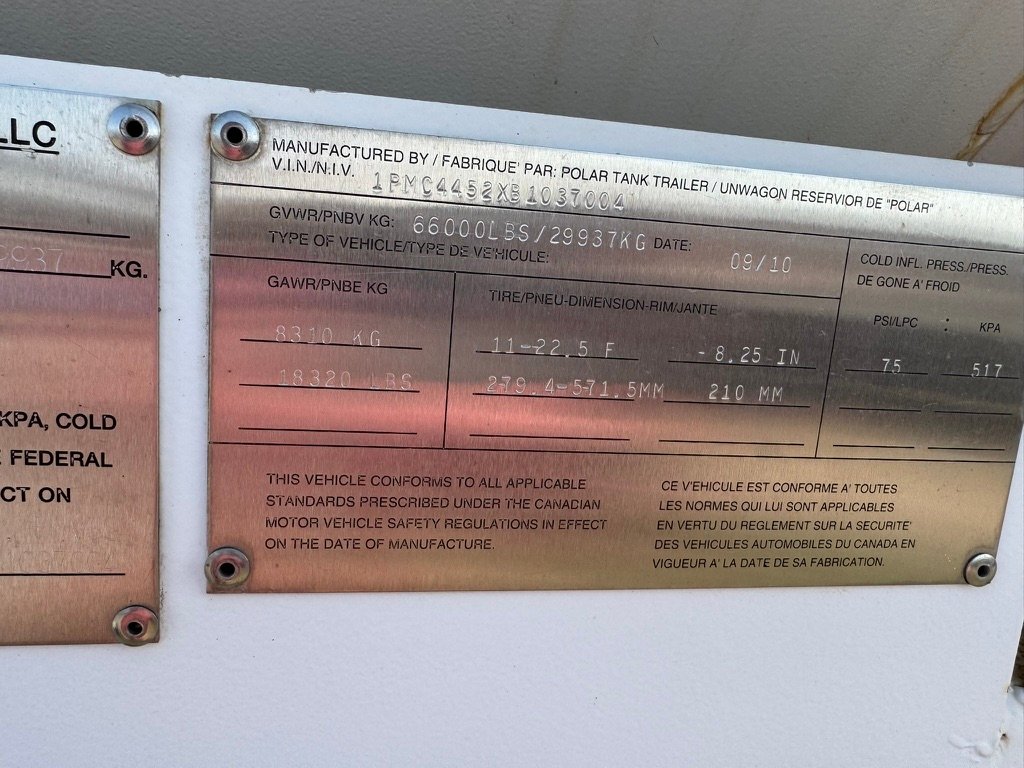 LLC
9937 KG.
KPA, COLD
FEDERAL
CT ON
MANUFACTURED BY / FABRIQUE' PAR: POLAR TANK TRAILER / UNWAGON RESERVIOR DE "POLAR"
V.I.N./N.I.V. 1PMC4452XB1037004
GVWR/PNBV KG: 66000LBS/29937KG DATE: 09/10
TYPE OF VEHICLE/TYPE DE VE'HICULE:
COLD INFL. PRESS./PRESS.
DE GONE A' FROID
GAWR/PNBE KG TIRE/PNEU-DIMENSION-RIM/JANTE PSI/LPC : KPA
8310 KG 11-22.5 F - 8.25 IN 75 517
18320 LBS 279.4-571.5MM 210 MM
THIS VEHICLE CONFORMS TO ALL APPLICABLE
STANDARDS PRESCRIBED UNDER THE CANADIAN
MOTOR VEHICLE SAFETY REGULATIONS IN EFFECT
ON THE DATE OF MANUFACTURE.
CE V'EHICULE EST CONFORME A' TOUTES
LES NORMES QUI LUI SONT APPLICABLES
EN VERTU DU REGLEMENT SUR LA SECURITE'
DES VEHICULES AUTOMOBILES DU CANADA EN
VIGUEUR A' LA DATE DE SA FABRICATION.